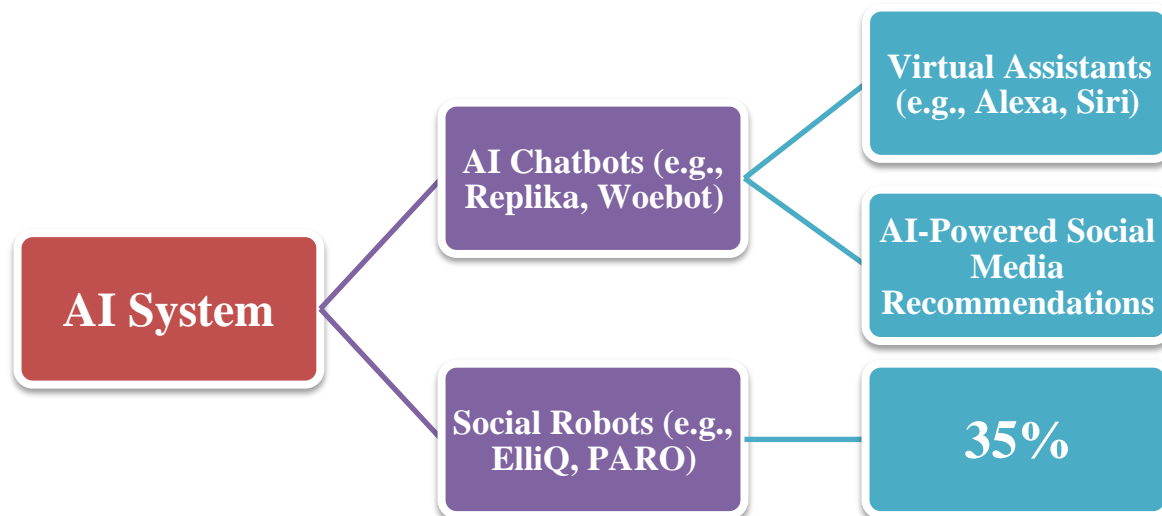 AI System
AI Chatbots (e.g.,
Replika, Woebot)
Virtual Assistants
(e.g., Alexa, Siri)
AI-Powered Social
Media
Recommendations
Social Robots (e.g.,
ElliQ, PARO)
35%